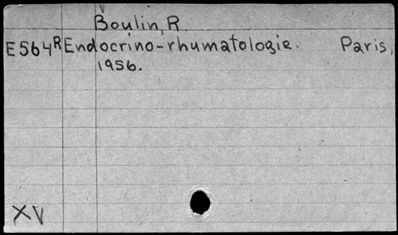 Boulin, R.
E564R Endocrino-rhumatologie. Paris,
1956.
XV